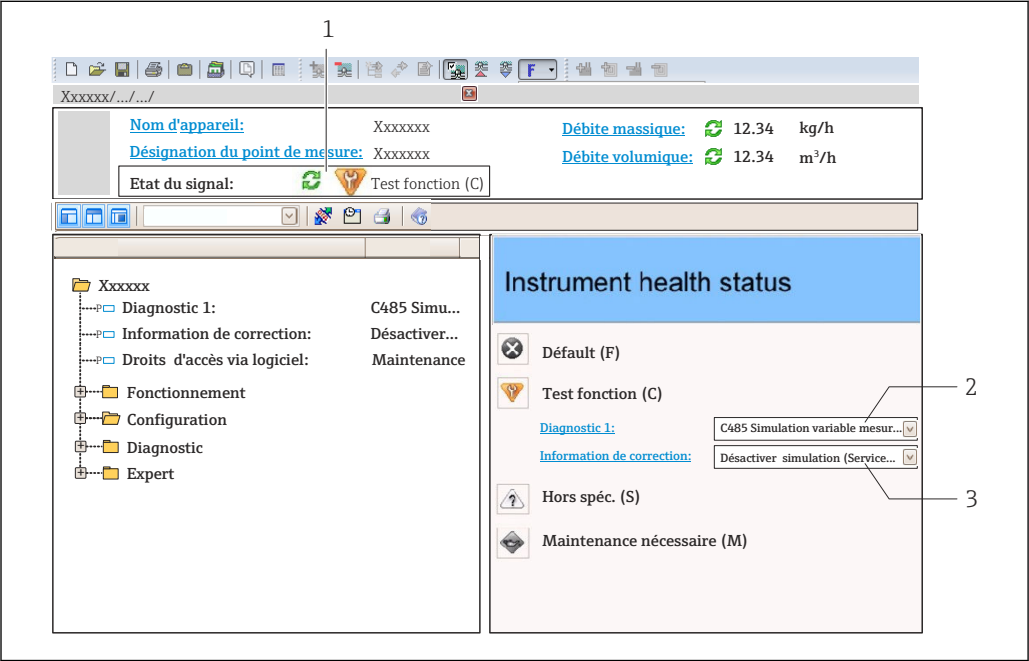 1
F
Xxxxxx/.../.../
Nom d'appareil: Xxxxxxx Débite massique: 12.34 kg/h
Désignation du point de mesure: Xxxxxxx Débite volumique: 12.34 m³/h
Etat du signal: Test fonction (C)
Xxxxxx
P Diagnostic 1: C485 Simu...
P Information de correction: Désactiver...
P Droits d'accès via logiciel: Maintenance
Fonctionnement
Configuration
Diagnostic
Expert
Instrument health status
Défault (F)
Test fonction (C) 2
Diagnostic 1: C485 Simulation variable mesur...
Information de correction: Désactiver simulation (Service...
Hors spéc. (S) 3
Maintenance nécessaire (M)